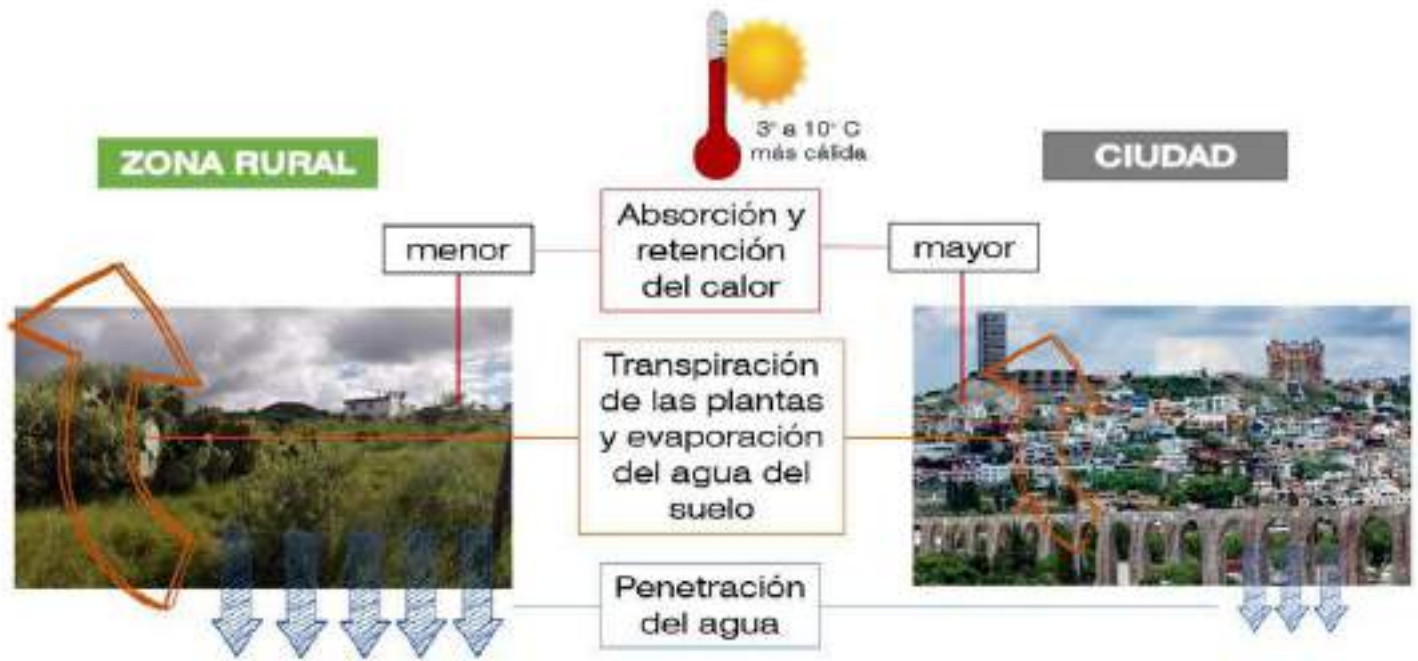 3° a 10° C
más cálida
ZONA RURAL
CIUDAD
menor
Absorción y
retención
del calor
mayor
Transpiración
de las plantas
y evaporación
del agua del
suelo
Penetración
del agua